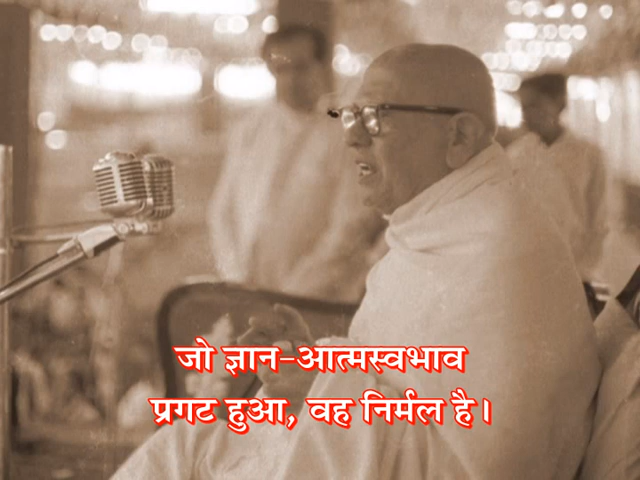 जो ज्ञान-आत्मस्वभाव
प्रगट हुआ, वह निर्मल है।